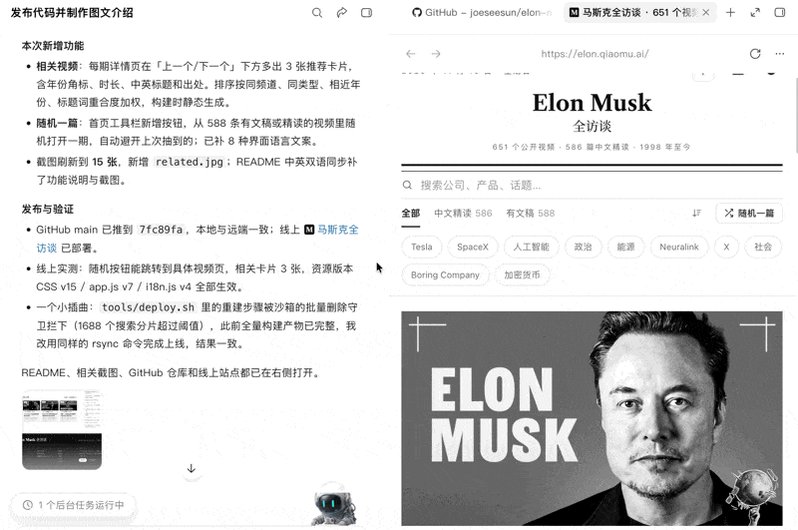 发布代码并制作图文介绍
本次新增功能
• 相关视频：每期详情页在「上一个/下一个」下方多出 3 张推荐卡片，
含年份角标、时长、中英标题和出处。排序按同频道、同类型、相近年
份、标题词重合度加权，构建时静态生成。
• 随机一篇：首页工具栏新增按钮，从 588 条有文稿或精读的视频里随
机打开一期，自动避开上次抽到的；已补 8 种界面语言文案。
• 截图刷新到 15 张，新增 related.jpg；README 中英双语同步补
了功能说明与截图。
发布与验证
• GitHub main 已推到 7fc89fa，本地与远端一致；线上 M 马斯克全
访谈 已部署。
• 线上实测：随机按钮能跳转到具体视频页，相关卡片 3 张，资源版本
CSS v15 / app.js v7 / i18n.js v4 全部生效。
• 一个小插曲：tools/deploy.sh 里的重建步骤被沙箱的批量删除守
卫拦下（1688 个搜索分片超过阈值），此前全量构建产物已完整，我
改用同样的 rsync 命令完成上线，结果一致。
README、相关截图、GitHub 仓库和线上站点都已在右侧打开。
1 个后台任务运行中
GitHub - joeseesun/elon-
M 马斯克全访谈 · 651 个视
https://elon.qiaomu.ai/
Elon Musk
全访谈
651 个公开视频 · 586 篇中文精读 · 1998 年至今
搜索公司、产品、话题...
全部 中文精读 586 有文稿 588 随机一篇
Tesla SpaceX 人工智能 政治 能源 Neuralink X 社会
Boring Company 加密货币
ELON
MUSK